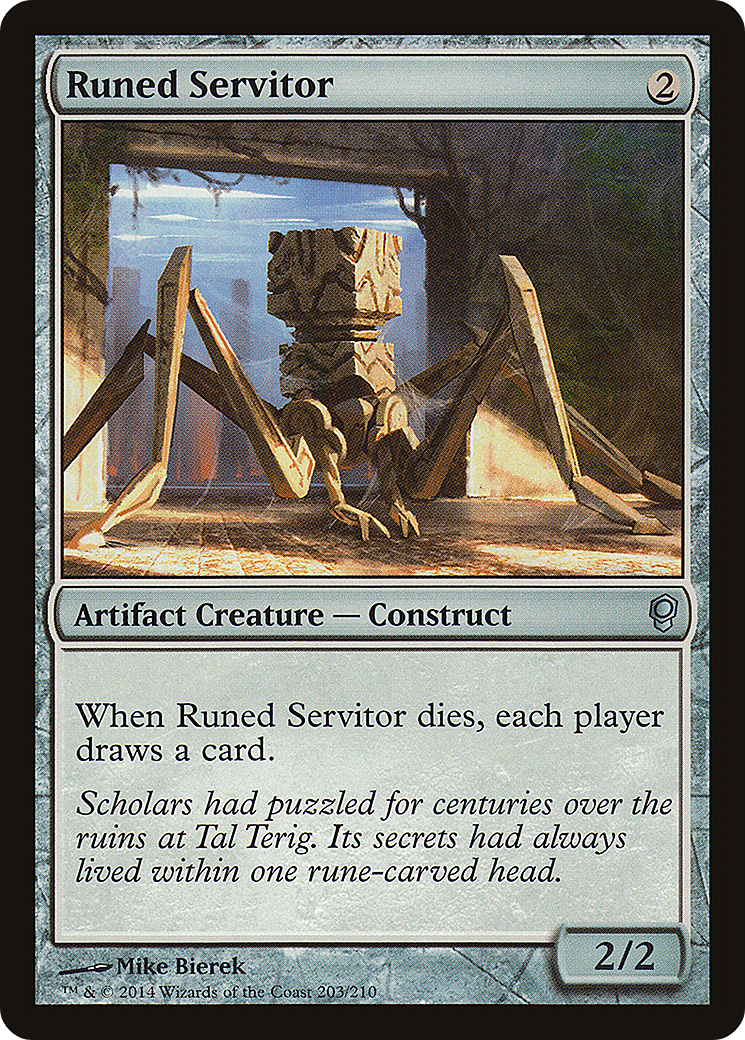 Runed Servitor 2
Artifact Creature — Construct
When Runed Servitor dies, each player
draws a card.
Scholars had puzzled for centuries over the
ruins at Tal Terig. Its secrets had always
lived within one rune-carved head.
2/2
Mike Bierek
™ & © 2014 Wizards of the Coast 203/210